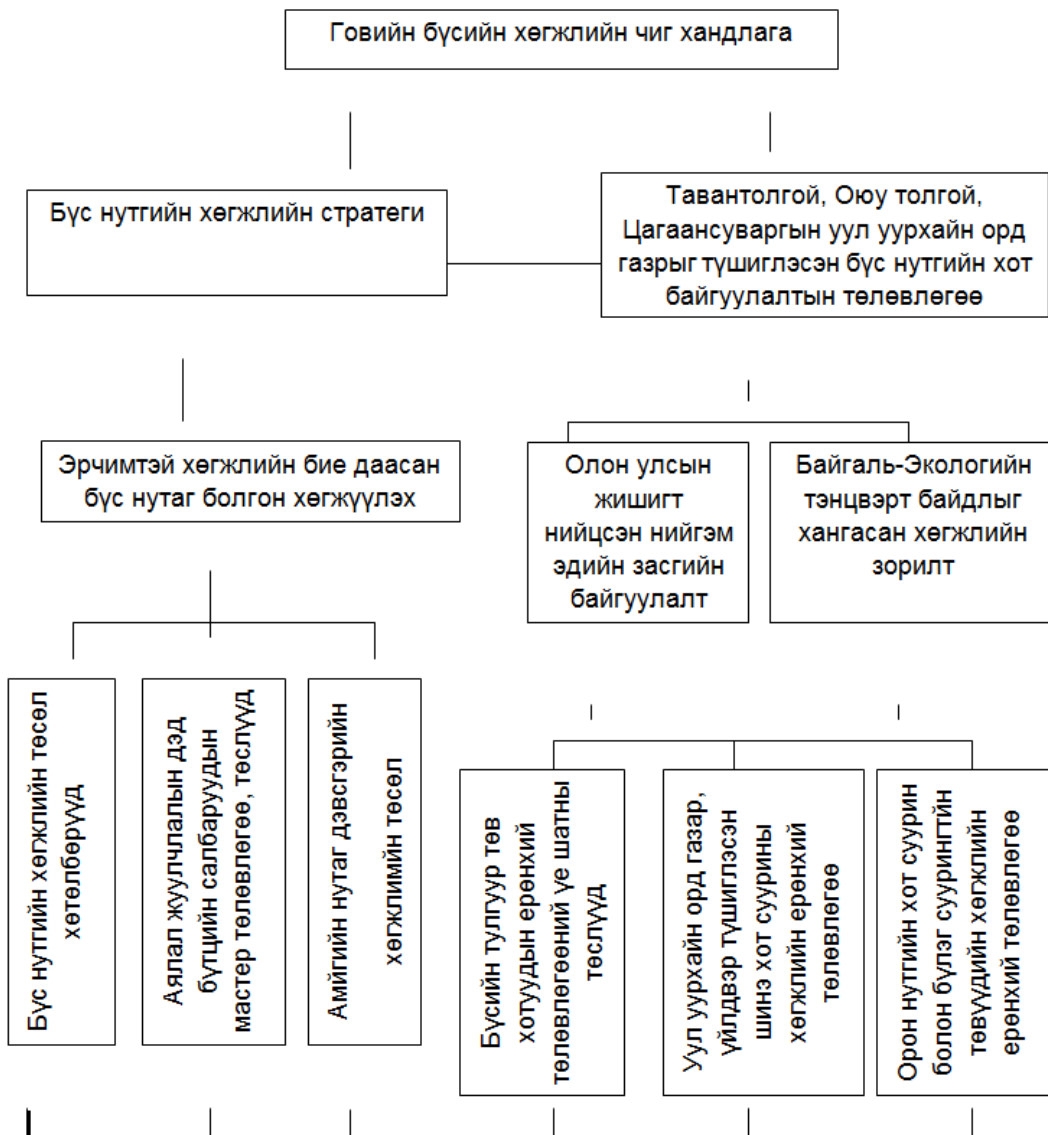 Говийн бүсийн хөгжлийн чиг хандлага
Бүс нутгийн хөгжлийн стратеги
Тавантолгой, Оюу толгой,
Цагаансуваргын уул уурхайн орд
газрыг түшиглэсэн бүс нутгийн хот
байгуулалтын төлөвлөгөө
Эрчимтэй хөгжлийн бие даасан
бүс нутаг болгон хөгжүүлэх
Олон улсын
жишигт
нийцсэн нийгэм
эдийн засгийн
байгуулалт
Байгаль-Экологийн
тэнцвэрт байдлыг
хангасан хөгжлийн
зорилт
Бүс нутгийн хөгжлийн төсөл
хөтөлбөрүүд
Аялал жуулчлалын дэд
бүтцийн салбаруудын
мастер төлөвлөгөө, төслүүд
Амйгийн нутаг дэвсгэрийн
хөгжлимйн төсөл
Бүсийн тулгуур төв
хотуудын ерөнхий
төлөвлөгөөний үе шатны
төслүүд
Уул уурхайн орд газар,
үйлдвэр түшиглэсэн
шинэ хот суурины
хөгжлийн ерөнхий
төлөвлөгөө
Орон нутгийн хот суурин
болон бүлэг суурингтйн
төвүүдийн хөгжлийн
ерөнхий төлөвлөгөө